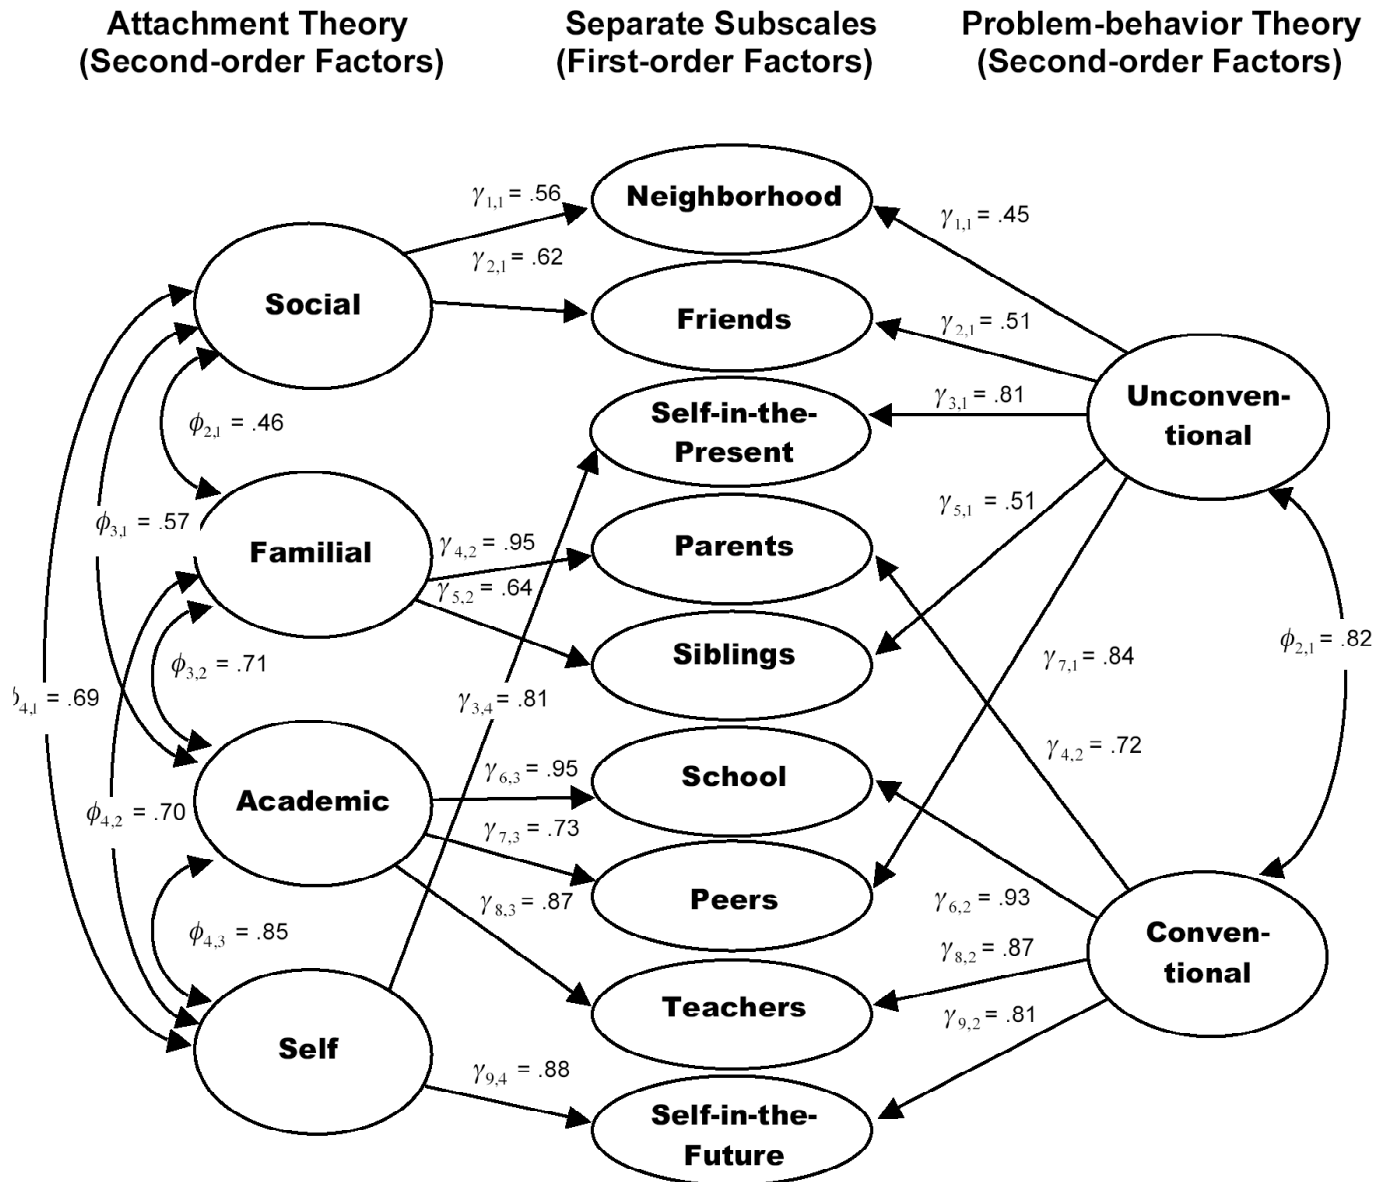 Attachment Theory
(Second-order Factors)
Separate Subscales
(First-order Factors)
Problem-behavior Theory
(Second-order Factors)
Social
Familial
Academic
Self
Neighborhood
Friends
Self-in-the-
Present
Parents
Siblings
School
Peers
Teachers
Self-in-the-
Future
Unconven-
tional
Conven-
tional
γ1,1 = .56
γ2,1 = .62
γ4,2 = .95
γ5,2 = .64
γ3,4 = .81
γ6,3 = .95
γ7,3 = .73
γ8,3 = .87
γ9,4 = .88
ϕ2,1 = .46
ϕ3,1 = .57
ϕ3,2 = .71
4,1 = .69
ϕ4,2 = .70
ϕ4,3 = .85
γ1,1 = .45
γ2,1 = .51
γ3,1 = .81
γ5,1 = .51
γ7,1 = .84
γ4,2 = .72
γ6,2 = .93
γ8,2 = .87
γ9,2 = .81
ϕ2,1 = .82